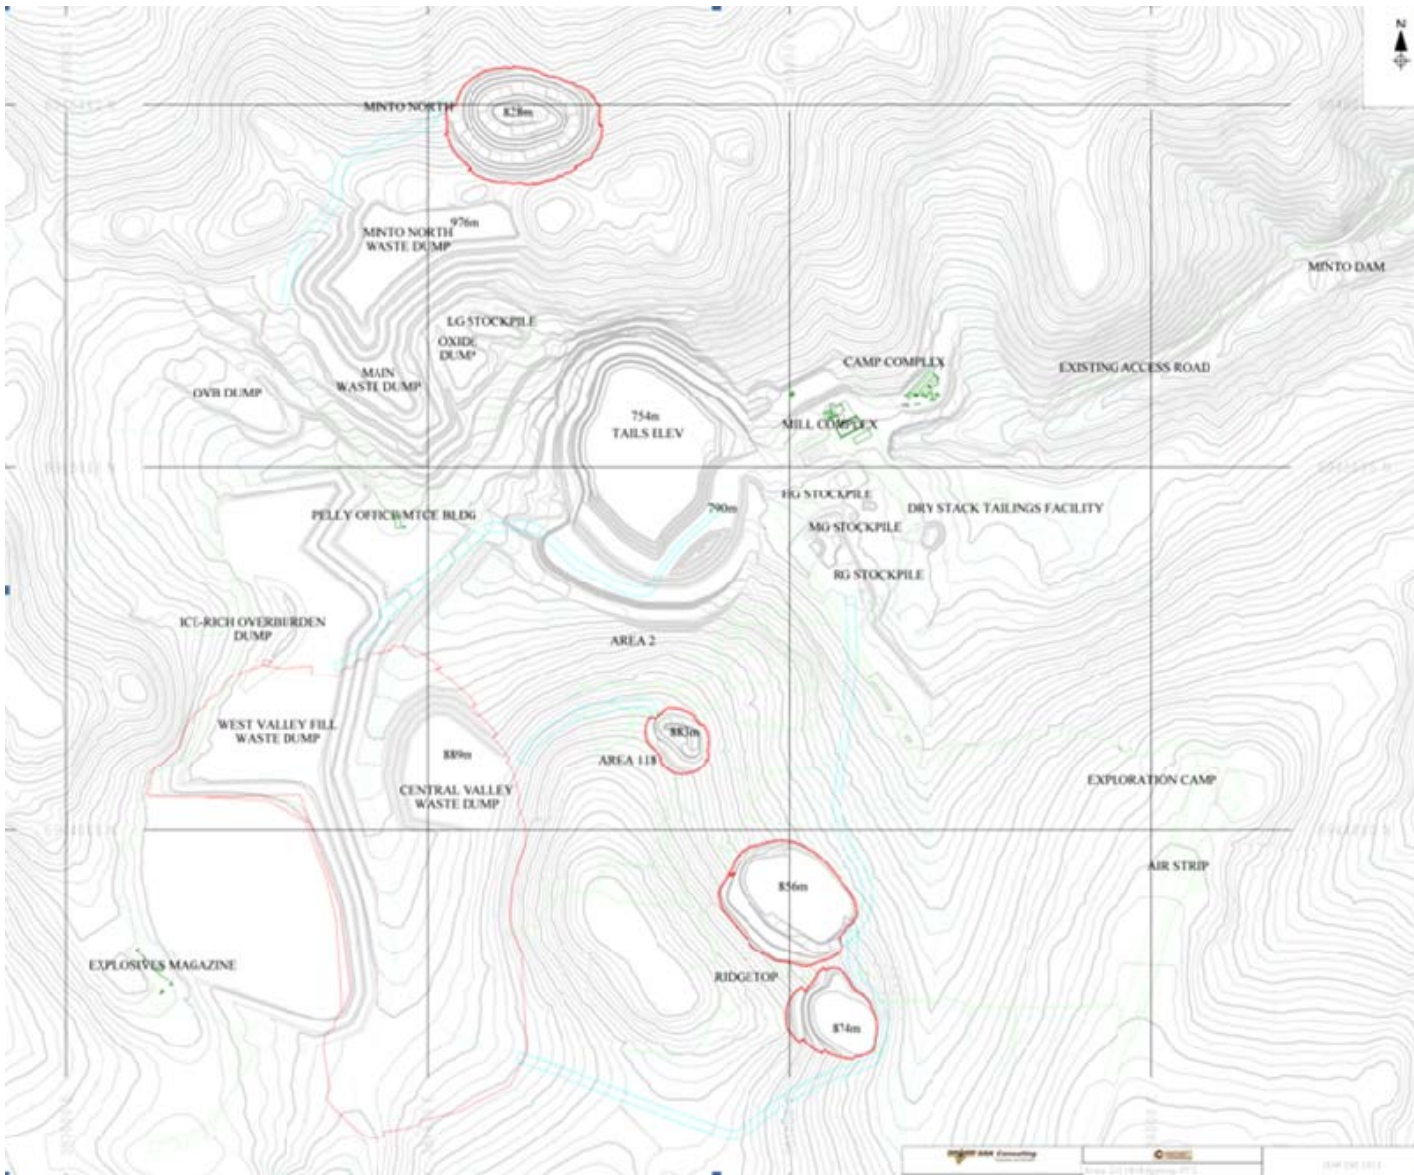 N
MINTO NORTH
828m
976m
MINTO NORTH
WASTE DUMP
MINTO DAM
LG STOCKPILE
OXIDE
DUMP
CAMP COMPLEX
EXISTING ACCESS ROAD
MAIN
WASTE DUMP
OVB DUMP
754m
TAILS ELEV
MILL COMPLEX
HG STOCKPILE
790m
DRY STACK TAILINGS FACILITY
PELLY OFFICE/MTCE BLDG
MG STOCKPILE
RG STOCKPILE
ICE-RICH OVERBURDEN
DUMP
AREA 2
WEST VALLEY FILL
WASTE DUMP
883m
889m
AREA 118
EXPLORATION CAMP
CENTRAL VALLEY
WASTE DUMP
AIR STRIP
856m
EXPLOSIVES MAGAZINE
RIDGETOP
874m
SRK Consulting